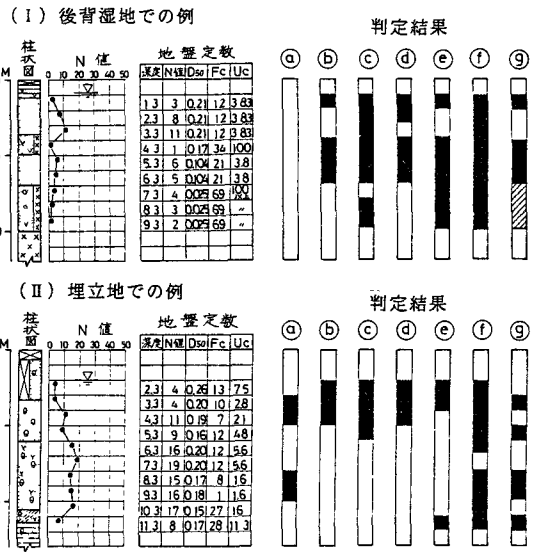 (Ⅰ) 後背湿地での例
判定結果
柱状図
N 値
地盤定数
ⓐ ⓑ ⓒ ⓓ ⓔ ⓕ ⓖ
M
0 10 20 30 40 50
深度 N値 D50 Fc Uc
1.3 3 0.21 12 3.83
2.3 8 0.21 12 3.83
3.3 11 0.21 12 3.83
4.3 1 0.17 34 100
5.3 6 0.104 21 3.8
6.3 5 0.104 21 3.8
7.3 4 0.025 69 100
8.3 3 0.025 69 〃
9.3 2 0.025 69 〃
(Ⅱ) 埋立地での例
判定結果
柱状図
N 値
地盤定数
ⓐ ⓑ ⓒ ⓓ ⓔ ⓕ ⓖ
M
0 10 20 30 40 50
深度 N値 D50 Fc Uc
2.3 4 0.26 13 7.5
3.3 4 0.20 10 2.8
4.3 11 0.19 7 2.1
5.3 9 0.16 12 4.8
6.3 16 0.20 12 5.6
7.3 19 0.20 12 5.6
8.3 15 0.17 8 1.6
9.3 16 0.18 1 1.6
10.3 17 0.15 27 16
11.3 8 0.17 28 11.3